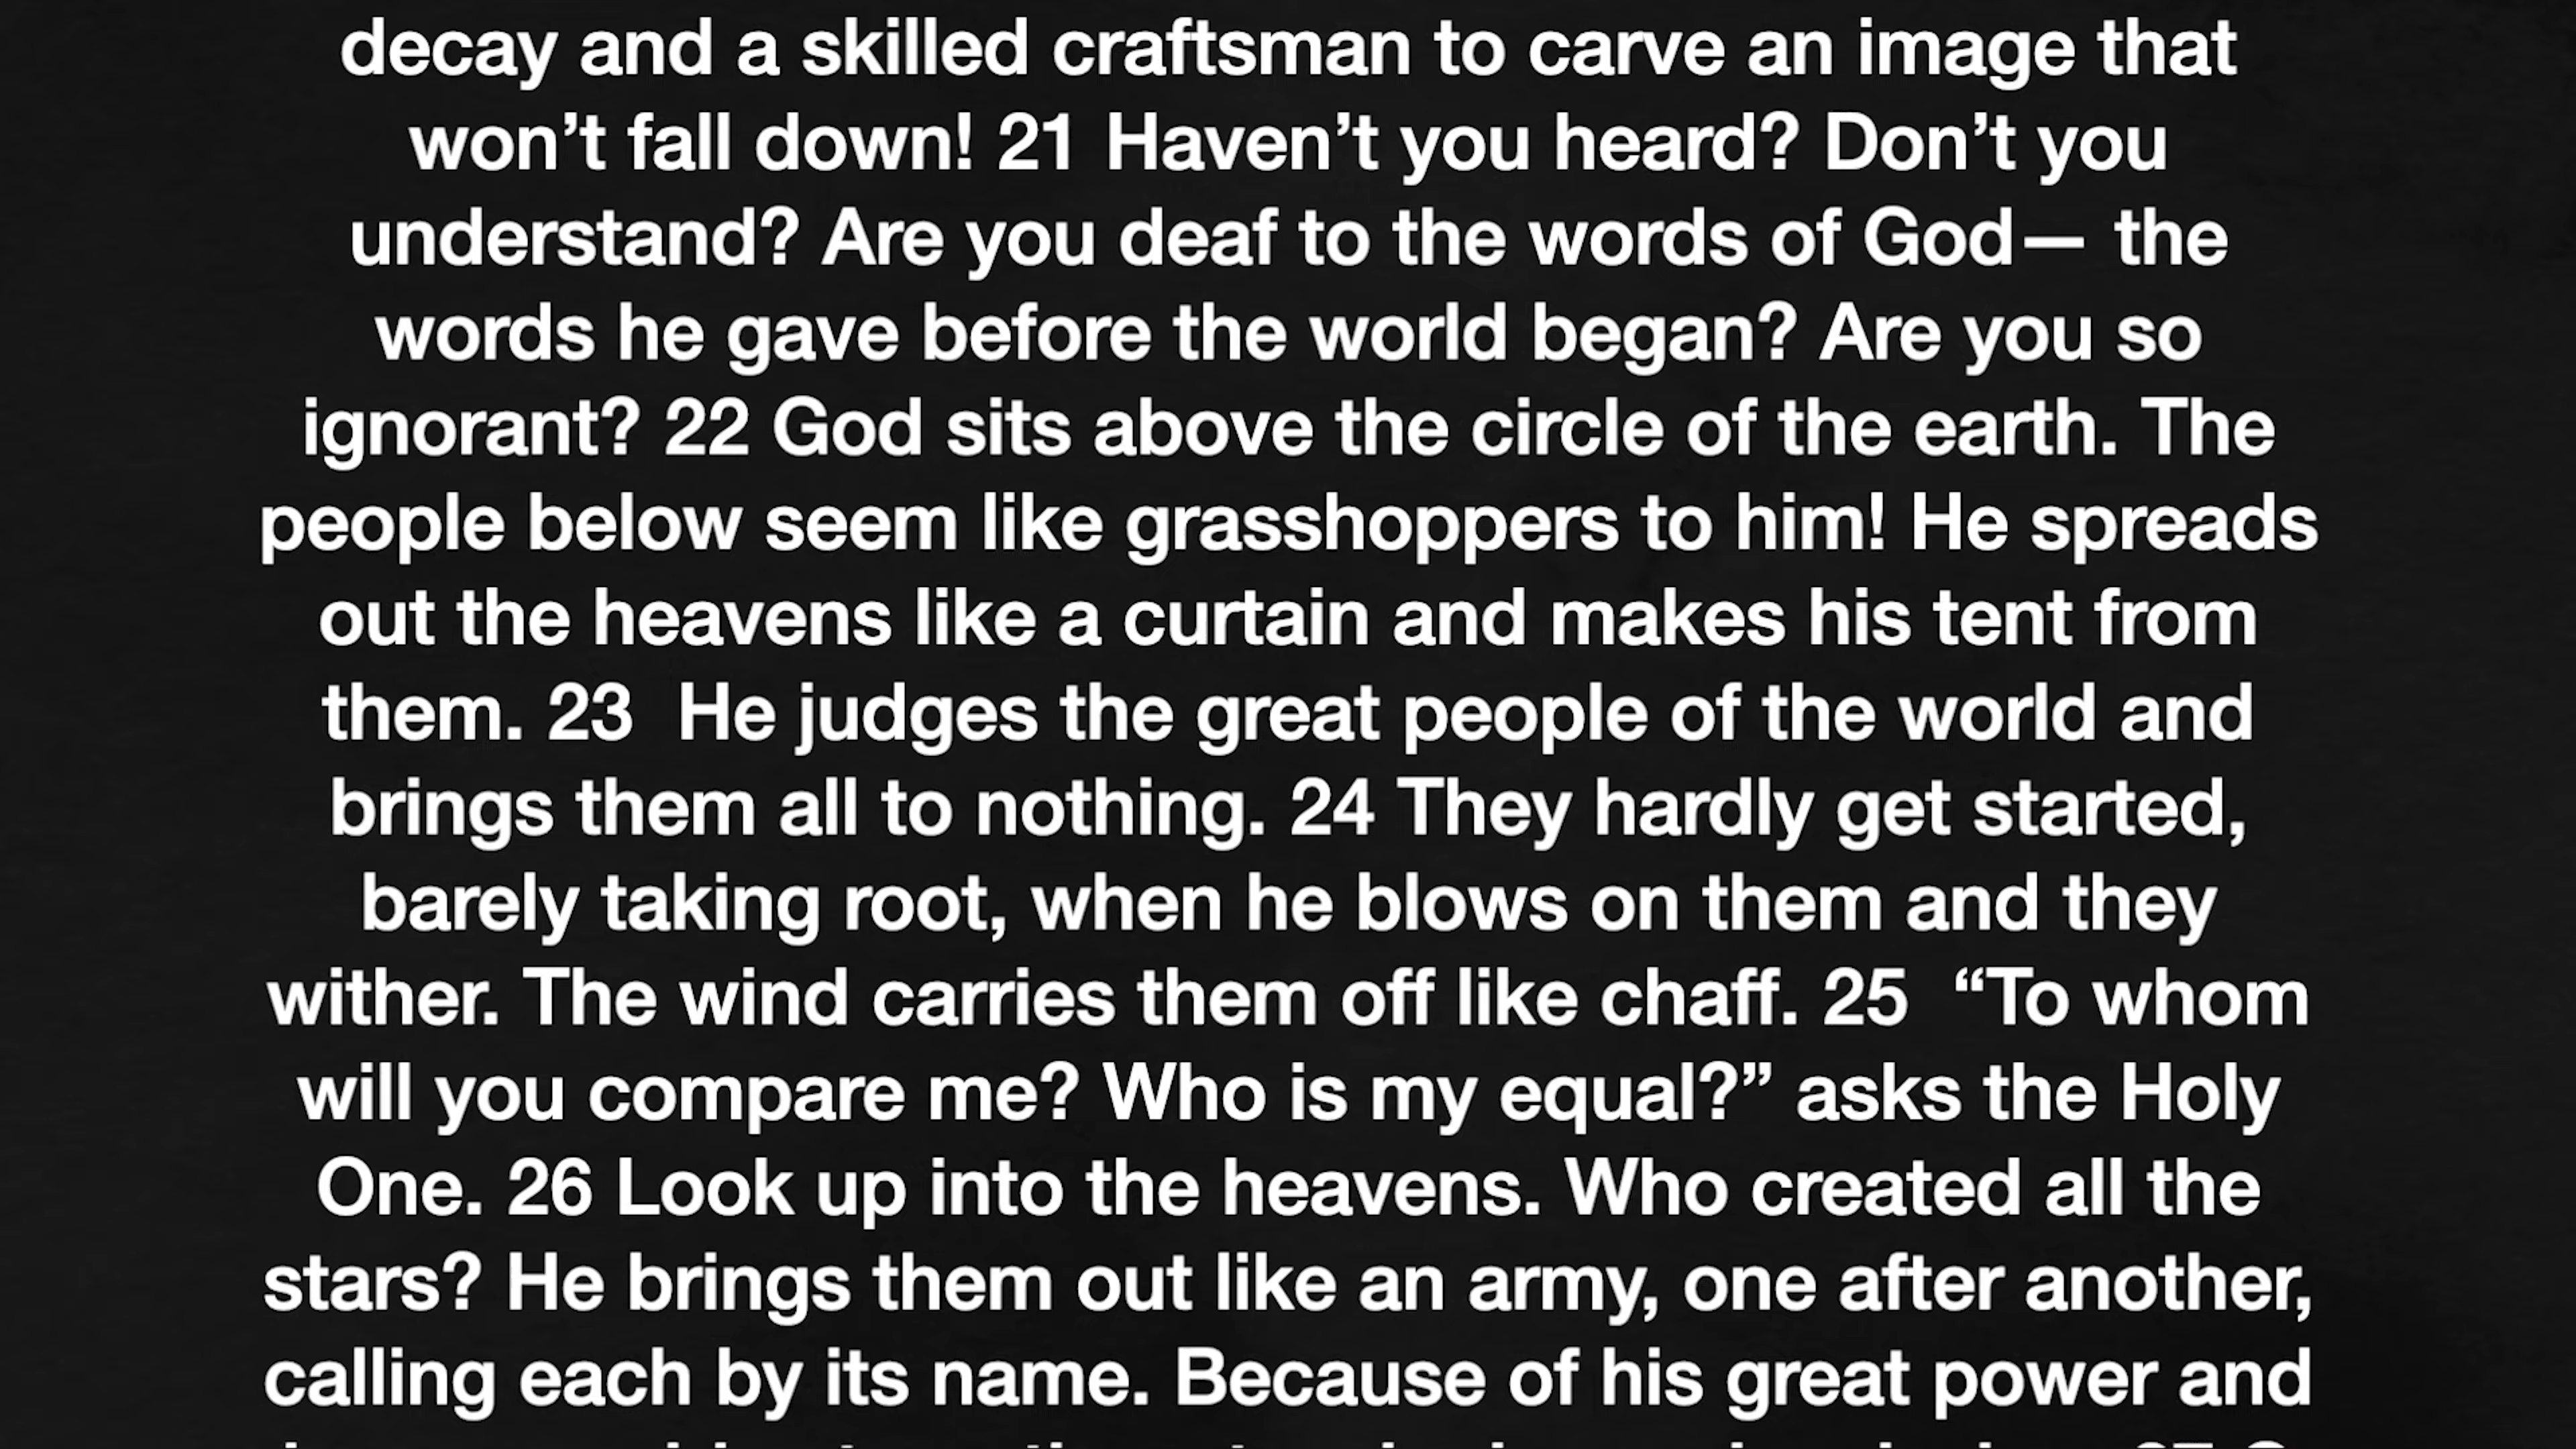 decay and a skilled craftsman to carve an image that
won’t fall down! 21 Haven’t you heard? Don’t you
understand? Are you deaf to the words of God— the
words he gave before the world began? Are you so
ignorant? 22 God sits above the circle of the earth. The
people below seem like grasshoppers to him! He spreads
out the heavens like a curtain and makes his tent from
them. 23  He judges the great people of the world and
brings them all to nothing. 24 They hardly get started,
barely taking root, when he blows on them and they
wither. The wind carries them off like chaff. 25  “To whom
will you compare me? Who is my equal?” asks the Holy
One. 26 Look up into the heavens. Who created all the
stars? He brings them out like an army, one after another,
calling each by its name. Because of his great power and